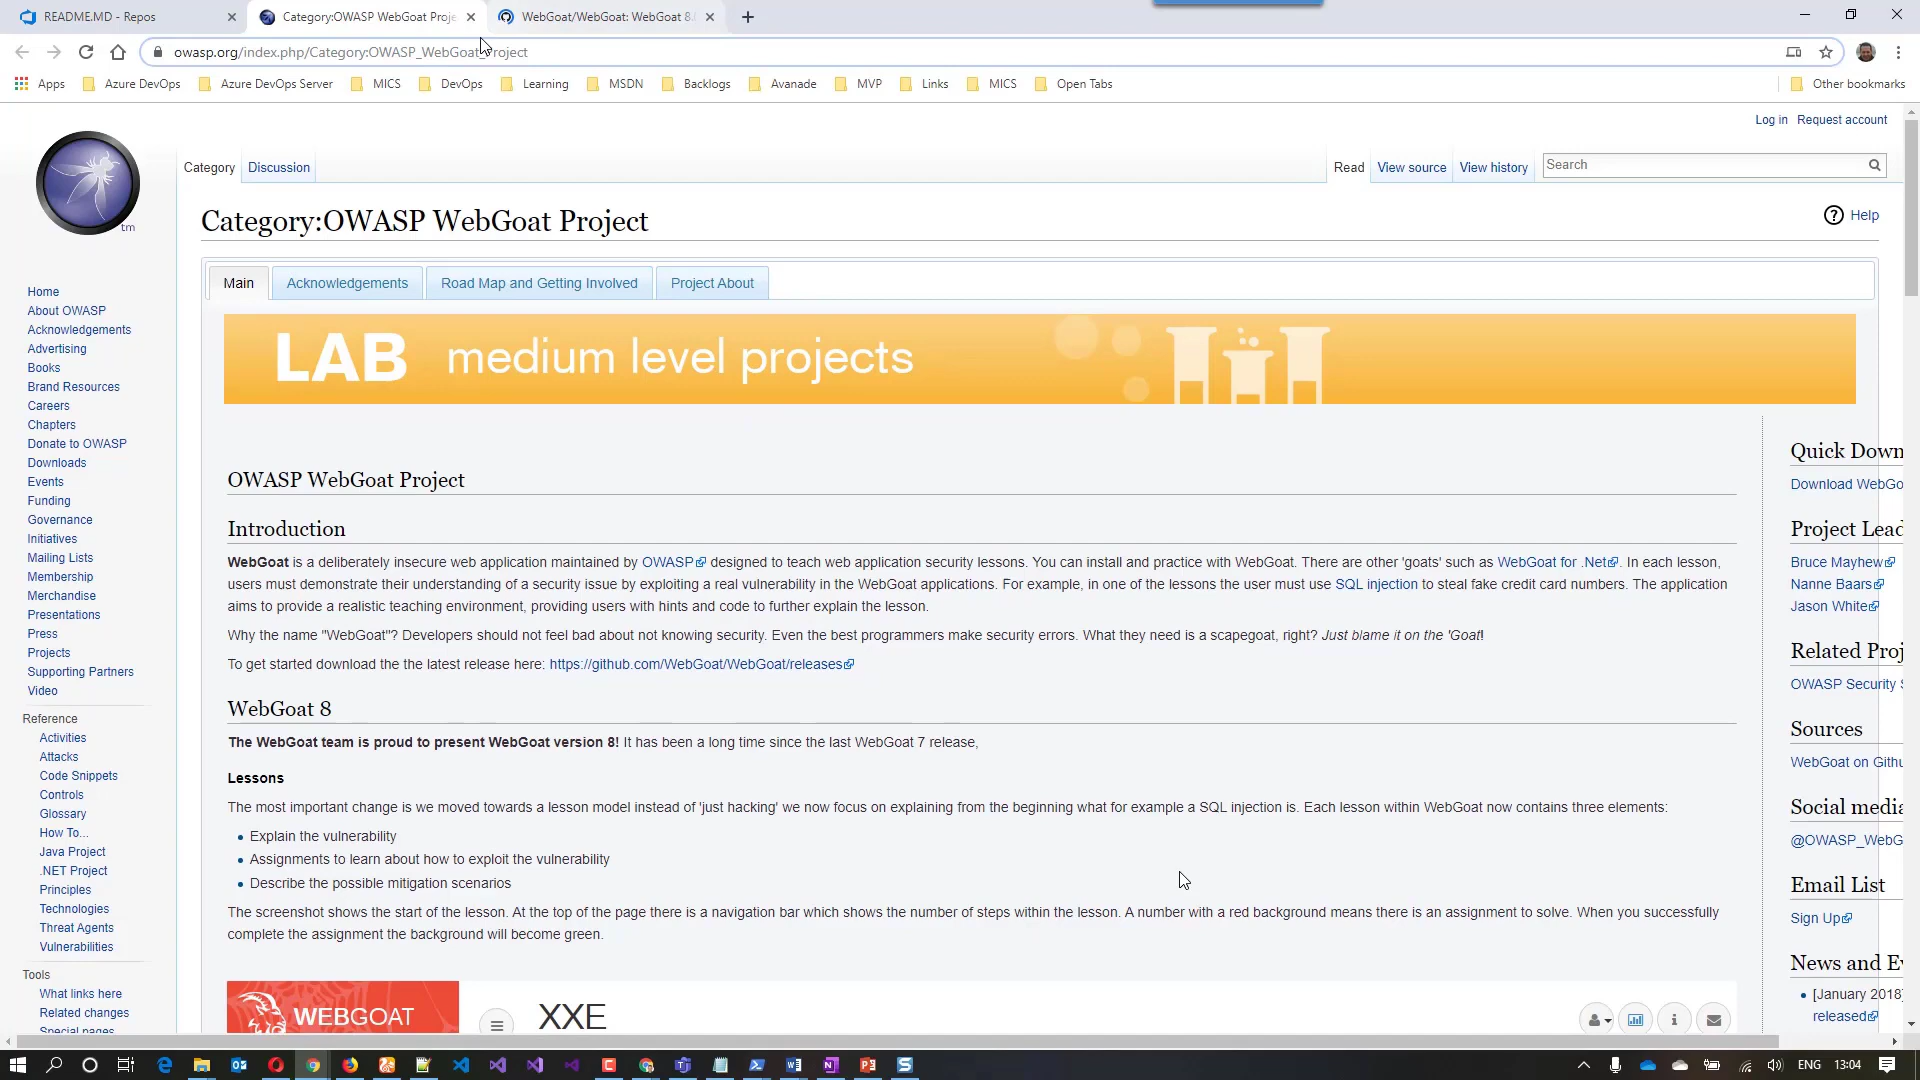 README.MD - Repos
Category:OWASP WebGoat Proje
WebGoat/WebGoat: WebGoat 8.
owasp.org/index.php/Category:OWASP_WebGoat_Project
Apps
Azure DevOps
Azure DevOps Server
MICS
DevOps
Learning
MSDN
Backlogs
Avanade
MVP
Links
MICS
Open Tabs
Other bookmarks
Log in Request account
Category
Discussion
Read
View source
View history
Search
Category:OWASP WebGoat Project
Help
tm
Main
Acknowledgements
Road Map and Getting Involved
Project About
LAB medium level projects
Home
About OWASP
Acknowledgements
Advertising
Books
Brand Resources
Careers
Chapters
Donate to OWASP
Downloads
Events
Funding
Governance
Initiatives
Mailing Lists
Membership
Merchandise
Presentations
Press
Projects
Supporting Partners
Video
Reference
Activities
Attacks
Code Snippets
Controls
Glossary
How To...
Java Project
.NET Project
Principles
Technologies
Threat Agents
Vulnerabilities
Tools
What links here
Related changes
Special pages
OWASP WebGoat Project
Introduction
WebGoat is a deliberately insecure web application maintained by OWASP designed to teach web application security lessons. You can install and practice with WebGoat. There are other 'goats' such as WebGoat for .Net. In each lesson,
users must demonstrate their understanding of a security issue by exploiting a real vulnerability in the WebGoat applications. For example, in one of the lessons the user must use SQL injection to steal fake credit card numbers. The application
aims to provide a realistic teaching environment, providing users with hints and code to further explain the lesson.
Why the name "WebGoat"? Developers should not feel bad about not knowing security. Even the best programmers make security errors. What they need is a scapegoat, right? Just blame it on the 'Goat!
To get started download the the latest release here: https://github.com/WebGoat/WebGoat/releases
WebGoat 8
The WebGoat team is proud to present WebGoat version 8! It has been a long time since the last WebGoat 7 release,
Lessons
The most important change is we moved towards a lesson model instead of 'just hacking' we now focus on explaining from the beginning what for example a SQL injection is. Each lesson within WebGoat now contains three elements:
Explain the vulnerability
Assignments to learn about how to exploit the vulnerability
Describe the possible mitigation scenarios
The screenshot shows the start of the lesson. At the top of the page there is a navigation bar which shows the number of steps within the lesson. A number with a red background means there is an assignment to solve. When you successfully
complete the assignment the background will become green.
WEBGOAT
XXE
Quick Down
Download WebGo
Project Lead
Bruce Mayhew
Nanne Baars
Jason White
Related Proj
OWASP Security S
Sources
WebGoat on Githu
Social media
@OWASP_WebG
Email List
Sign Up
News and Ev
[January 2018]
released
ENG
13:04